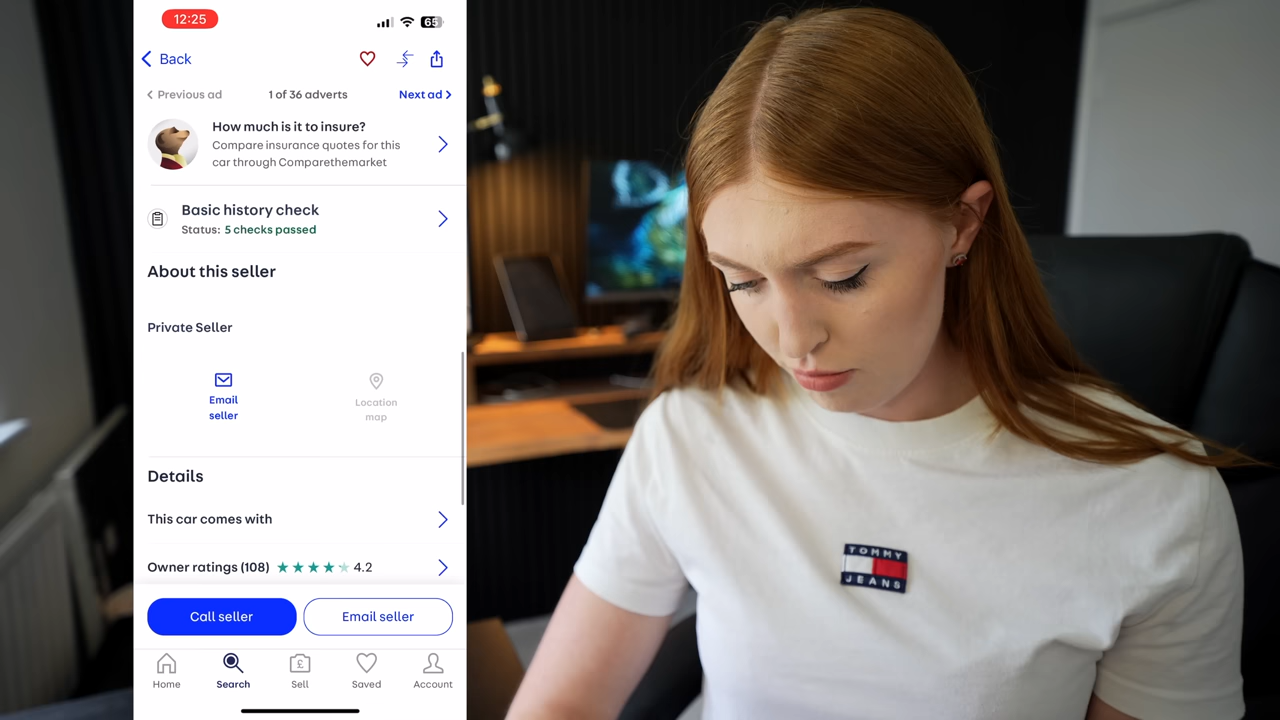 12:25
65
Back
Previous ad
1 of 36 adverts
Next ad
How much is it to insure?
Compare insurance quotes for this
car through Comparethemarket
Basic history check
Status: 5 checks passed
About this seller
Private Seller
Email
seller
Location
map
Details
This car comes with
Owner ratings (108)
4.2
Call seller
Email seller
Home
Search
£
Sell
Saved
Account
TOMMY
JEANS